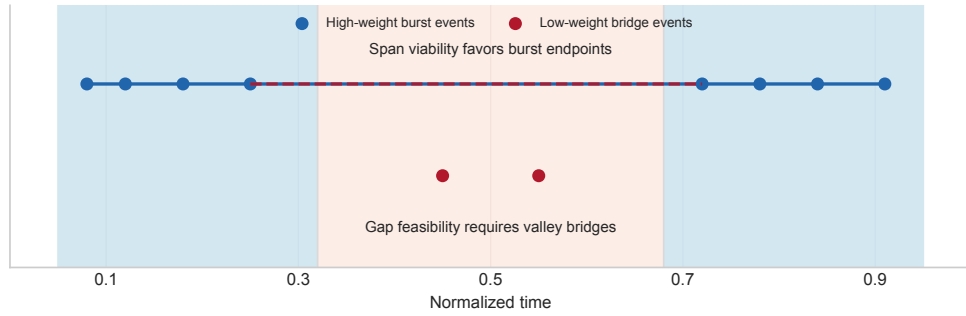 High-weight burst events Low-weight bridge events
Span viability favors burst endpoints
Gap feasibility requires valley bridges
0.1 0.3 0.5 0.7 0.9
Normalized time